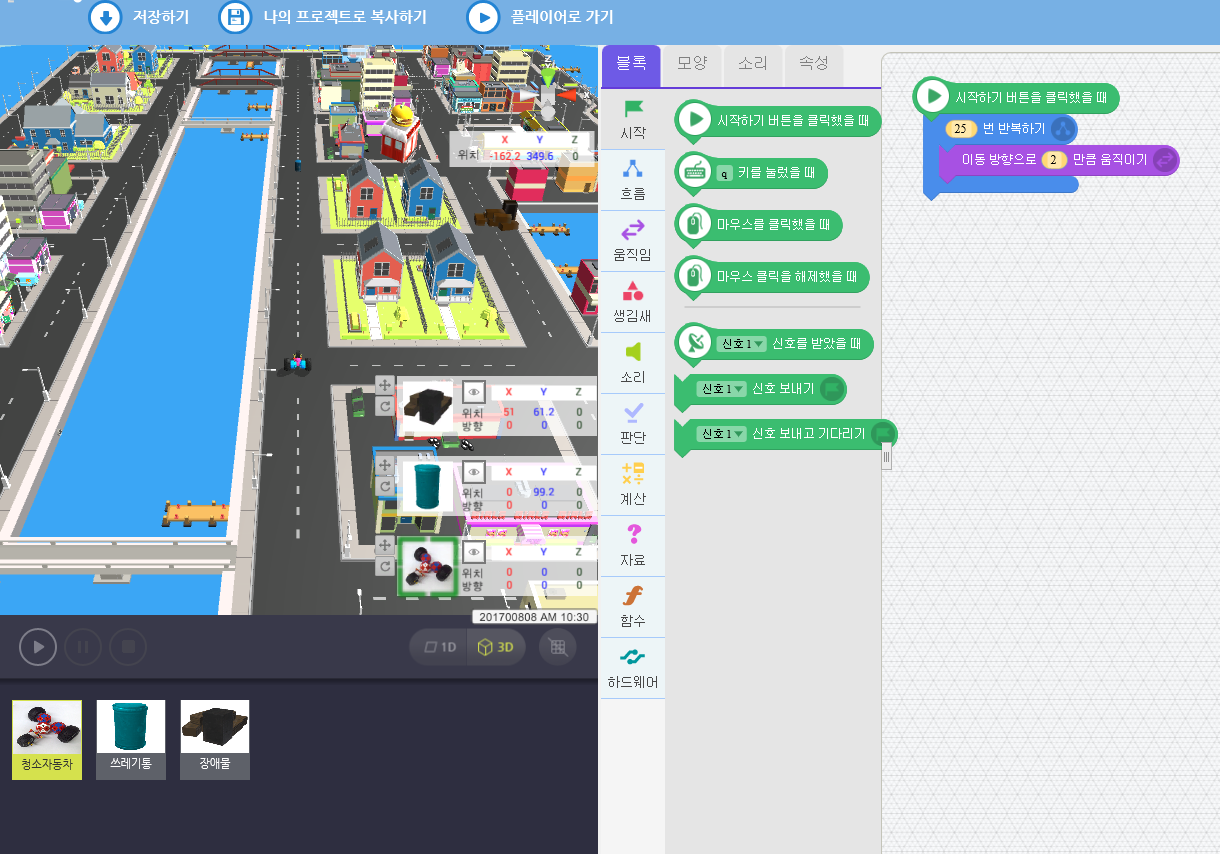 저장하기
나의 프로젝트로 복사하기
플레이어로 가기
Z
X Y Z
위치 -162.2 349.6 0
X Y Z
위치 51 61.2 0
방향 0 0 0
X Y Z
위치 0 99.2 0
방향 0 0 0
X Y Z
위치 0 0 0
방향 0 0 0
201700808 AM 10:30
1D
3D
청소자동차
쓰레기통
장애물
블록
모양
소리
속성
시작
흐름
움직임
생김새
소리
판단
계산
자료
함수
하드웨어
시작하기 버튼을 클릭했을 때
q 키를 눌렀을 때
마우스를 클릭했을 때
마우스 클릭을 해제했을 때
신호1 신호를 받았을 때
신호1 신호 보내기
신호1 신호 보내고 기다리기
시작하기 버튼을 클릭했을 때
25 번 반복하기
이동 방향으로 2 만큼 움직이기